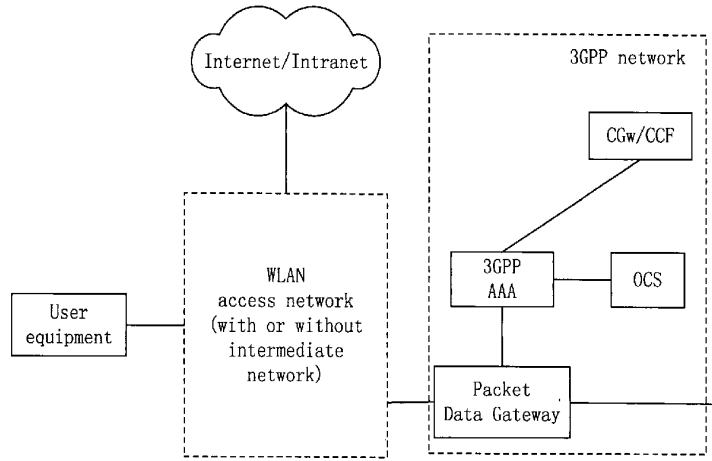 Internet/Intranet
3GPP network
CGw/CCF
3GPP
AAA
OCS
WLAN
access network
(with or without
intermediate
network)
User
equipment
Packet
Data Gateway